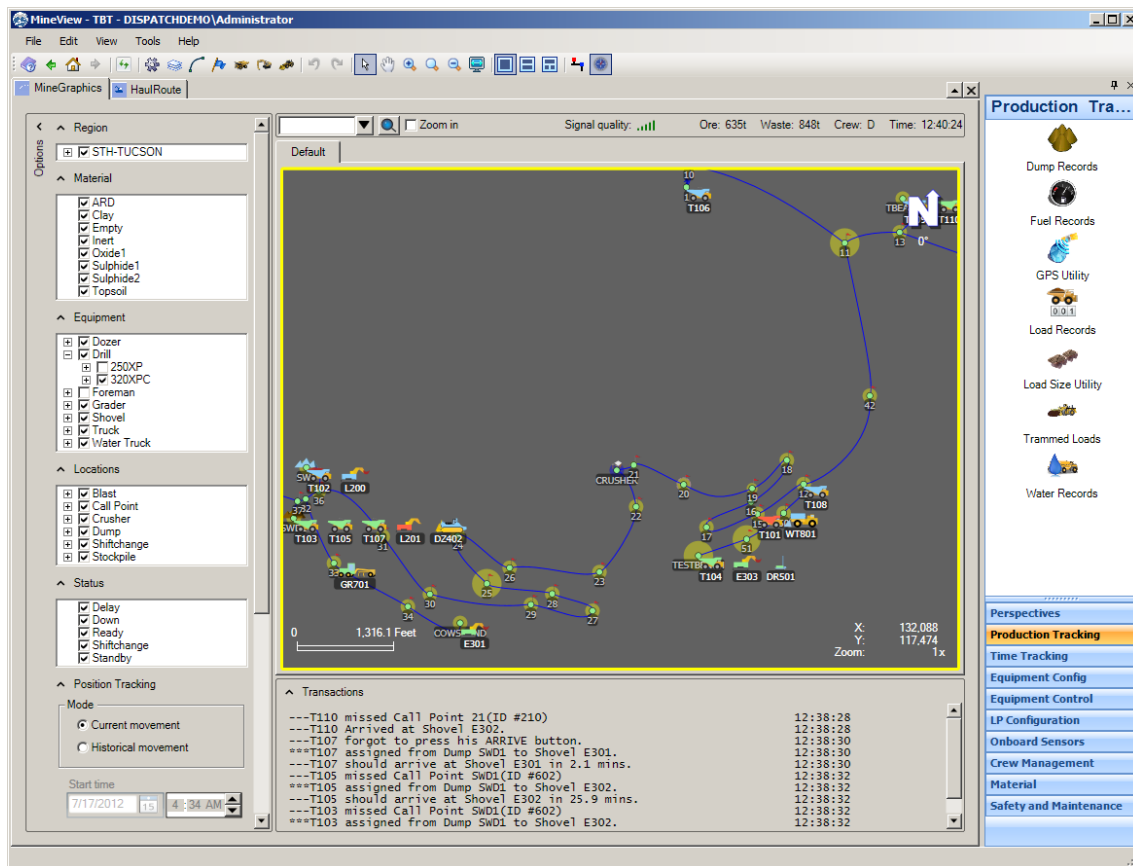 MineView - TBT - DISPATCHDEMO\Administrator
File Edit View Tools Help
MineGraphics HaulRoute
Options
Region
STH-TUCSON
Material
ARD
Clay
Empty
Inert
Oxide1
Sulphide1
Sulphide2
Topsoil
Equipment
Dozer
Drill
250XP
320XPC
Foreman
Grader
Shovel
Truck
Water Truck
Locations
Blast
Call Point
Crusher
Dump
Shiftchange
Stockpile
Status
Delay
Down
Ready
Shiftchange
Standby
Position Tracking
Mode
Current movement
Historical movement
Start time
7/17/2012 15 4:34 AM
Zoom in Signal quality: Ore: 635t Waste: 848t Crew: D Time: 12:40:24
Default
10
1
T106
N
T110
0°
11
13
42
CRUSHER
21
18
20
19
12
T108
36
T102
L200
37
32
16
22
17
15
T101
WT801
T103
T105
T107
L201
DZ402
31
24
51
T104
E303
DR501
33
GR701
26
23
25
30
28
29
27
34
E301
0 1,316.1 Feet
X: 132,088
Y: 117,474
Zoom: 1x
Transactions
---T110 missed Call Point 21(ID #210) 12:38:28
---T110 Arrived at Shovel E302. 12:38:28
---T107 forgot to press his ARRIVE button. 12:38:30
***T107 assigned from Dump SWD1 to Shovel E301. 12:38:30
---T107 should arrive at Shovel E301 in 2.1 mins. 12:38:30
---T105 missed Call Point SWD1(ID #602) 12:38:32
***T105 assigned from Dump SWD1 to Shovel E302. 12:38:32
---T105 should arrive at Shovel E302 in 25.9 mins. 12:38:32
---T103 missed Call Point SWD1(ID #602) 12:38:32
***T103 assigned from Dump SWD1 to Shovel E302. 12:38:32
Production Tra...
Dump Records
Fuel Records
GPS Utility
001
Load Records
Load Size Utility
Trammed Loads
Water Records
Perspectives
Production Tracking
Time Tracking
Equipment Config
Equipment Control
LP Configuration
Onboard Sensors
Crew Management
Material
Safety and Maintenance